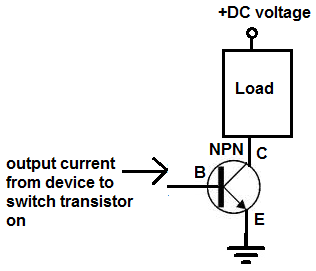 +DC voltage
Load
NPN C
B
output current
from device to
switch transistor
on
E